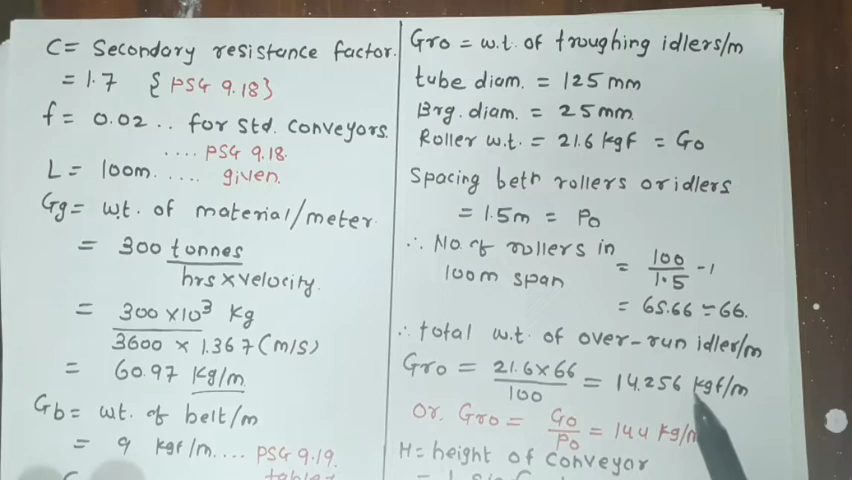 C = Secondary resistance factor.
= 1.7 {PSG 9.18}
f = 0.02 .. for std. conveyors.
.... PSG 9.18.
L = 100m. .... given.
Gg = wt. of material/meter
= 300 tonnes
hrs x velocity.
= 300 x 10³ kg
3600 x 1.367 (m/s)
= 60.97 kg/m
Gb = wt. of belt/m
= 9 kgf/m.... PSG 9.19.
Gro = w.t. of troughing idlers/m
tube diam. = 125 mm
Brg. diam. = 25 mm.
Roller w.t. = 21.6 kgf = Go
Spacing betn rollers or idlers
= 1.5m = Po
∴ No. of rollers in
100m span = 100/1.5 - 1
= 65.66 ≃ 66.
∴ total w.t. of over-run idler/m
Gro = 21.6 x 66 / 100 = 14.256 kgf/m
Or. Gro = Go/Po = 14.4 kg/m
H = height of conveyor